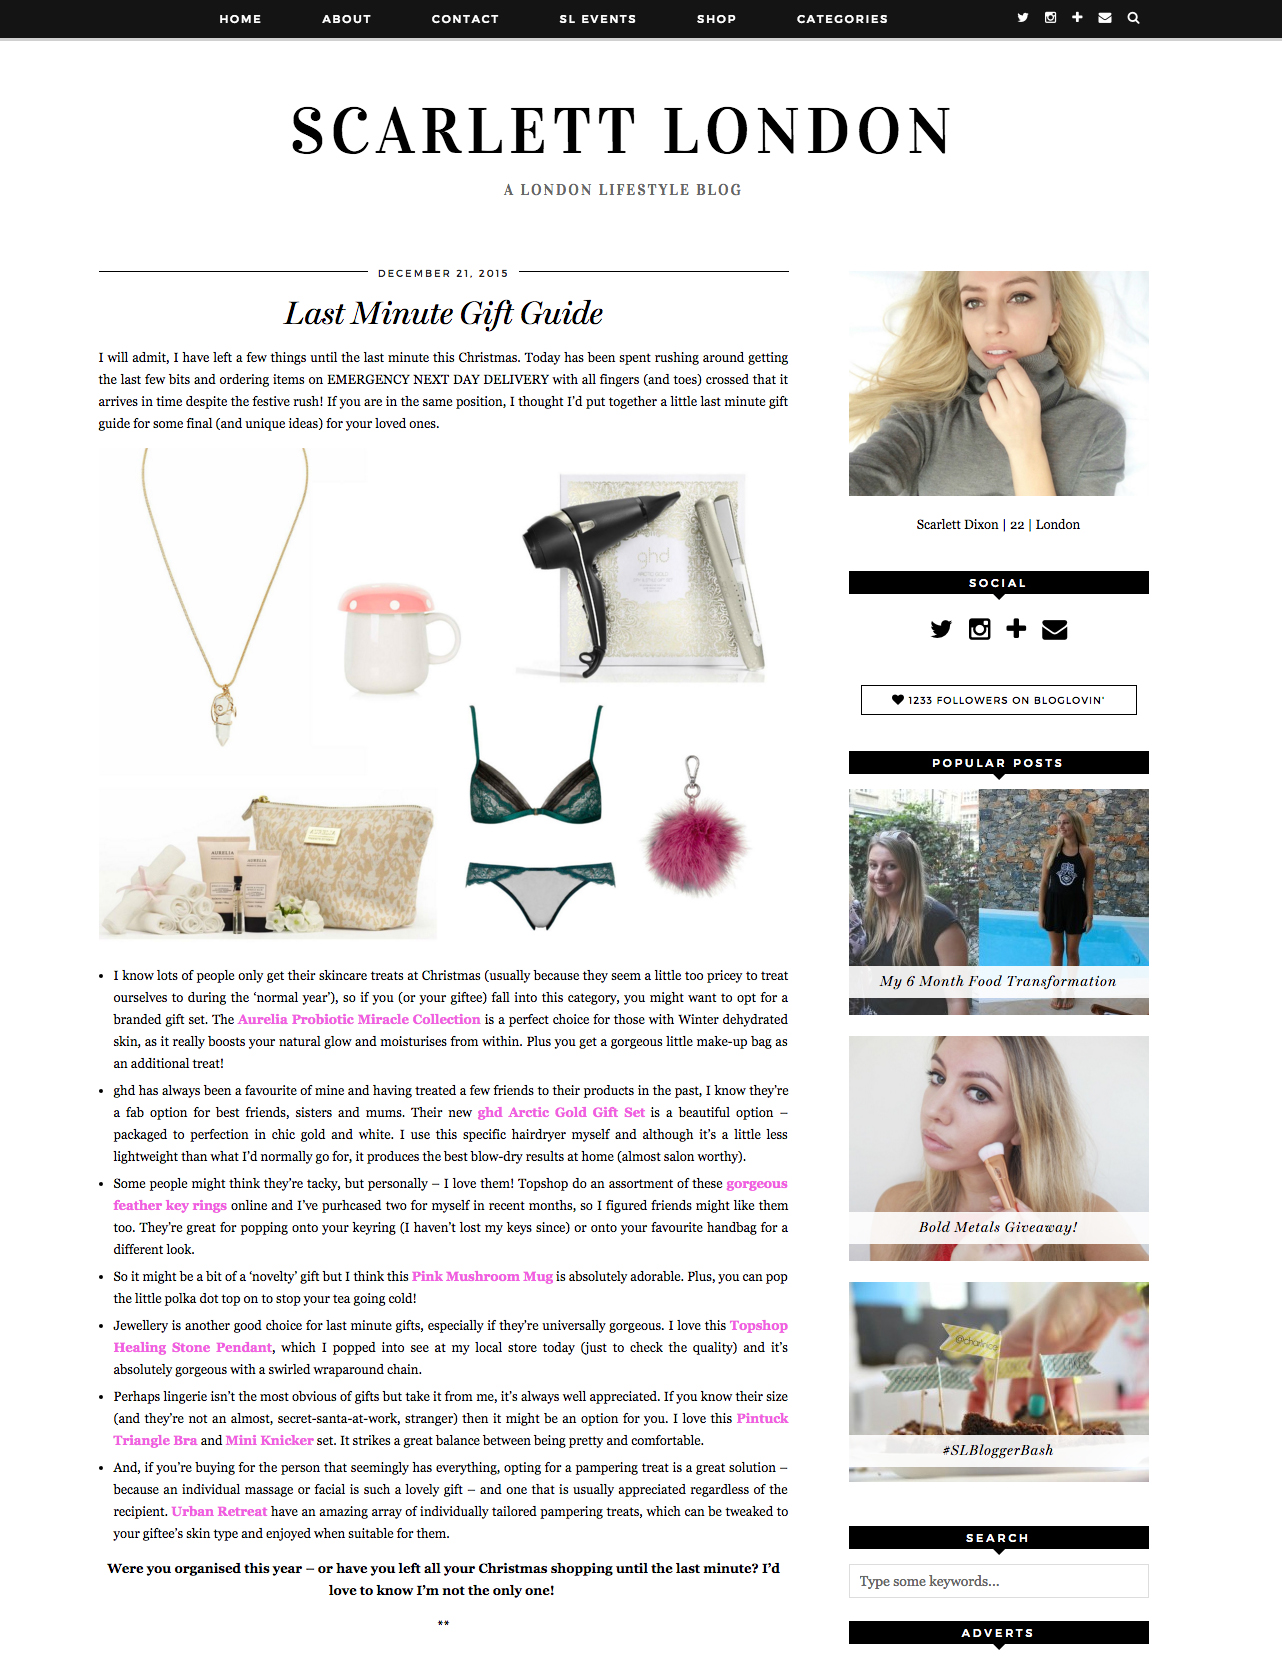 HOME ABOUT CONTACT SL EVENTS SHOP CATEGORIES
SCARLETT LONDON
A LONDON LIFESTYLE BLOG
DECEMBER 21, 2015
Last Minute Gift Guide
I will admit, I have left a few things until the last minute this Christmas. Today has been spent rushing around getting
the last few bits and ordering items on EMERGENCY NEXT DAY DELIVERY with all fingers (and toes) crossed that it
arrives in time despite the festive rush! If you are in the same position, I thought I'd put together a little last minute gift
guide for some final (and unique ideas) for your loved ones.
ghd
ARCTIC GOLD
AURELIA
AURELIA
• I know lots of people only get their skincare treats at Christmas (usually because they seem a little too pricey to treat
ourselves to during the ‘normal year’), so if you (or your giftee) fall into this category, you might want to opt for a
branded gift set. The Aurelia Probiotic Miracle Collection is a perfect choice for those with Winter dehydrated
skin, as it really boosts your natural glow and moisturises from within. Plus you get a gorgeous little make-up bag as
an additional treat!
• ghd has always been a favourite of mine and having treated a few friends to their products in the past, I know they’re
a fab option for best friends, sisters and mums. Their new ghd Arctic Gold Gift Set is a beautiful option –
packaged to perfection in chic gold and white. I use this specific hairdryer myself and although it’s a little less
lightweight than what I’d normally go for, it produces the best blow-dry results at home (almost salon worthy).
• Some people might think they’re tacky, but personally – I love them! Topshop do an assortment of these gorgeous
feather key rings online and I’ve purhcased two for myself in recent months, so I figured friends might like them
too. They’re great for popping onto your keyring (I haven’t lost my keys since) or onto your favourite handbag for a
different look.
• So it might be a bit of a ‘novelty’ gift but I think this Pink Mushroom Mug is absolutely adorable. Plus, you can pop
the little polka dot top on to stop your tea going cold!
• Jewellery is another good choice for last minute gifts, especially if they’re universally gorgeous. I love this Topshop
Healing Stone Pendant, which I popped into see at my local store today (just to check the quality) and it’s
absolutely gorgeous with a swirled wraparound chain.
• Perhaps lingerie isn’t the most obvious of gifts but take it from me, it’s always well appreciated. If you know their size
(and they’re not an almost, secret-santa-at-work, stranger) then it might be an option for you. I love this Pintuck
Triangle Bra and Mini Knicker set. It strikes a great balance between being pretty and comfortable.
• And, if you’re buying for the person that seemingly has everything, opting for a pampering treat is a great solution –
because an individual massage or facial is such a lovely gift – and one that is usually appreciated regardless of the
recipient. Urban Retreat have an amazing array of individually tailored pampering treats, which can be tweaked to
your giftee’s skin type and enjoyed when suitable for them.
Were you organised this year – or have you left all your Christmas shopping until the last minute? I’d
love to know I’m not the only one!
**
Scarlett Dixon | 22 | London
SOCIAL
1233 FOLLOWERS ON BLOGLOVIN'
POPULAR POSTS
My 6 Month Food Transformation
Bold Metals Giveaway!
@charlince
#SLBloggerBash
SEARCH
Type some keywords...
ADVERTS